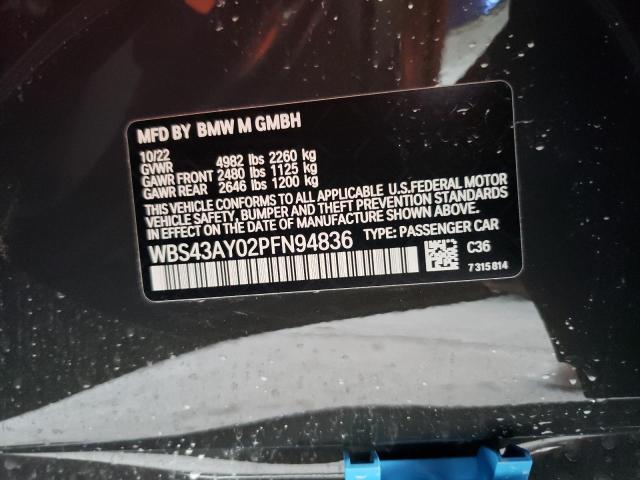 MFD BY BMW M GMBH
10/22
GVWR 4982 lbs 2260 kg
GAWR FRONT 2480 lbs 1125 kg
GAWR REAR 2646 lbs 1200 kg
THIS VEHICLE CONFORMS TO ALL APPLICABLE U.S.FEDERAL MOTOR
VEHICLE SAFETY, BUMPER AND THEFT PREVENTION STANDARDS
IN EFFECT ON THE DATE OF MANUFACTURE SHOWN ABOVE.
WBS43AY02PFN94836 TYPE: PASSENGER CAR
C36
7 315 814